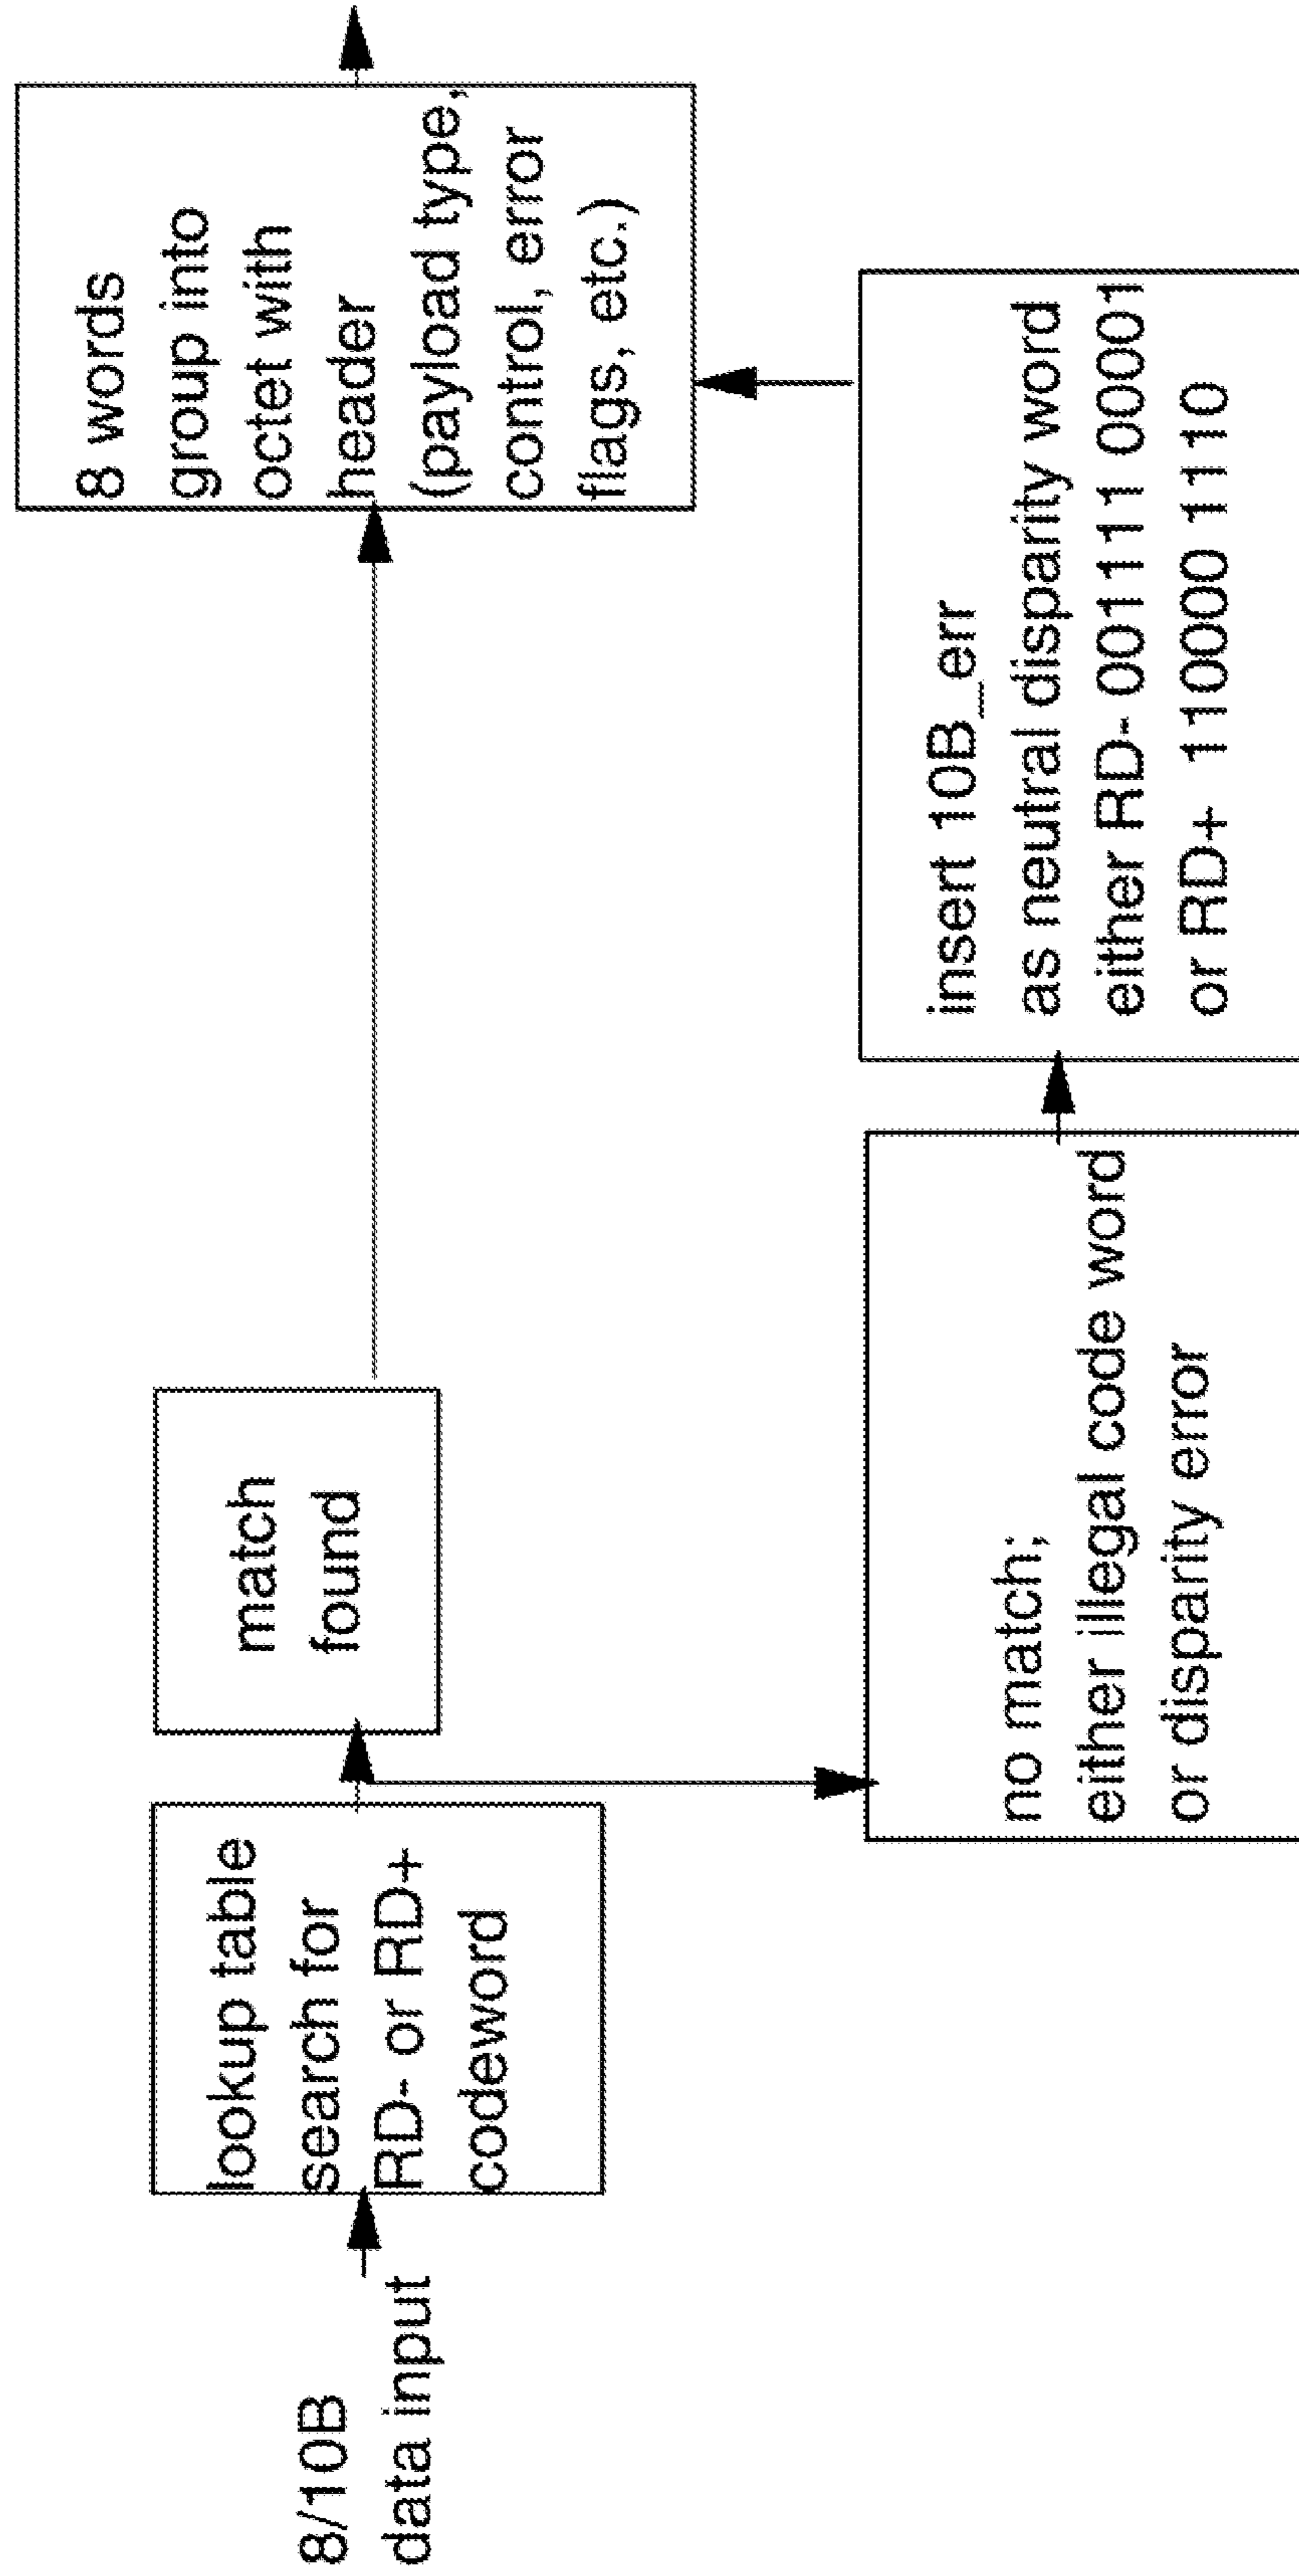 8/10B
data input
lookup table
search for
RD- or RD+
codeword
match
found
8 words
group into
octet with
header
(payload type,
control, error
flags, etc.)
no match;
either illegal code word
or disparity error
insert 10B_err
as neutral disparity word
either RD- 001111 0001
or RD+ 110000 1110